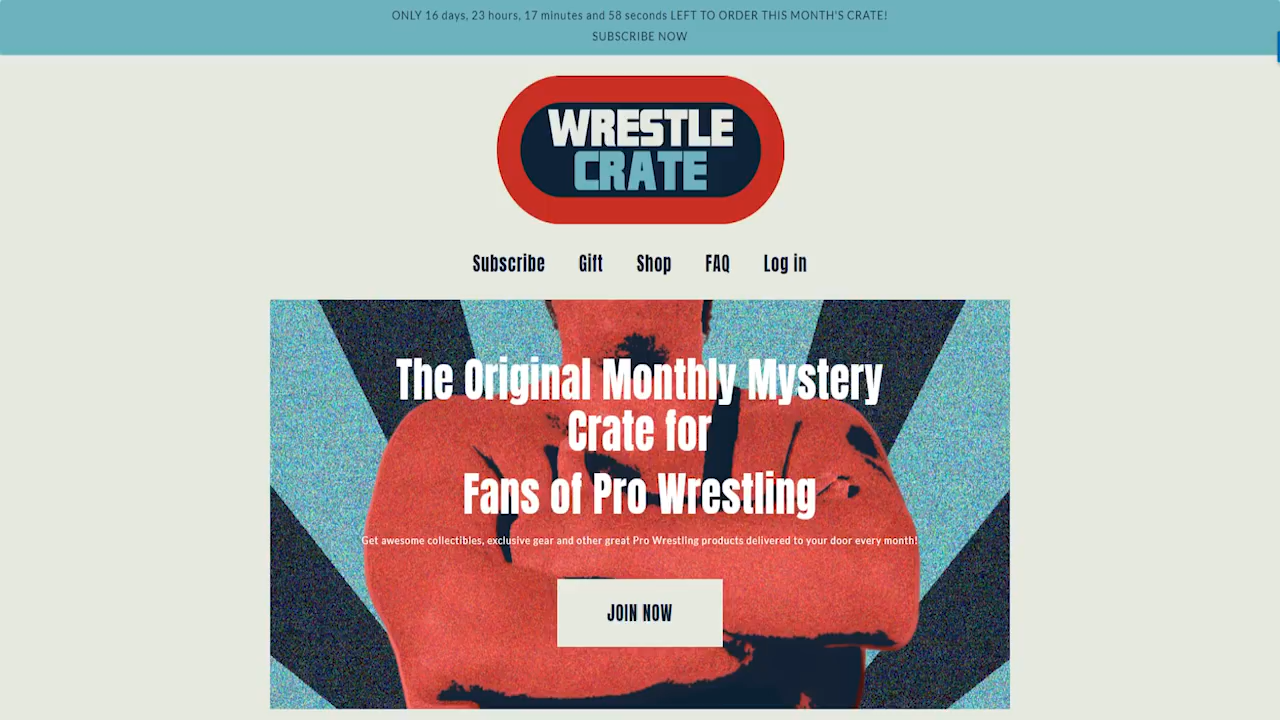 ONLY 16 days, 23 hours, 17 minutes and 58 seconds LEFT TO ORDER THIS MONTH'S CRATE!
SUBSCRIBE NOW
WRESTLE
CRATE
Subscribe Gift Shop FAQ Log in
The Original Monthly Mystery
Crate for
Fans of Pro Wrestling
Get awesome collectibles, exclusive gear and other great Pro Wrestling products delivered to your door every month!
JOIN NOW